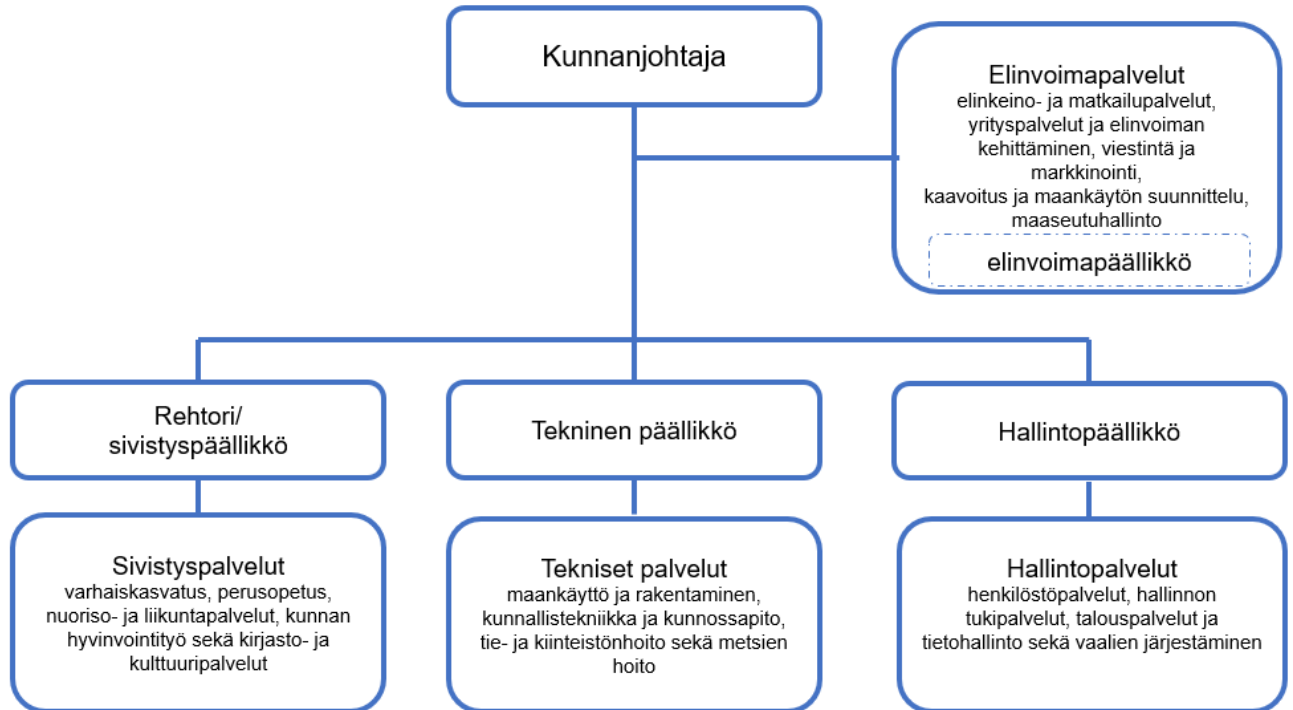 Kunnanjohtaja
Elinvoimapalvelut
elinkeino- ja matkailupalvelut,
yrityspalvelut ja elinvoiman
kehittäminen, viestintä ja
markkinointi,
kaavoitus ja maankäytön suunnittelu,
maaseutuhallinto
elinvoimapäällikkö
Rehtori/
sivistyspäällikkö
Tekninen päällikkö
Hallintopäällikkö
Sivistyspalvelut
varhaiskasvatus, perusopetus,
nuoriso- ja liikuntapalvelut, kunnan
hyvinvointityö sekä kirjasto- ja
kulttuuripalvelut
Tekniset palvelut
maankäyttö ja rakentaminen,
kunnallistekniikka ja kunnossapito,
tie- ja kiinteistönhoito sekä metsien
hoito
Hallintopalvelut
henkilöstöpalvelut, hallinnon
tukipalvelut, talouspalvelut ja
tietohallinto sekä vaalien järjestäminen